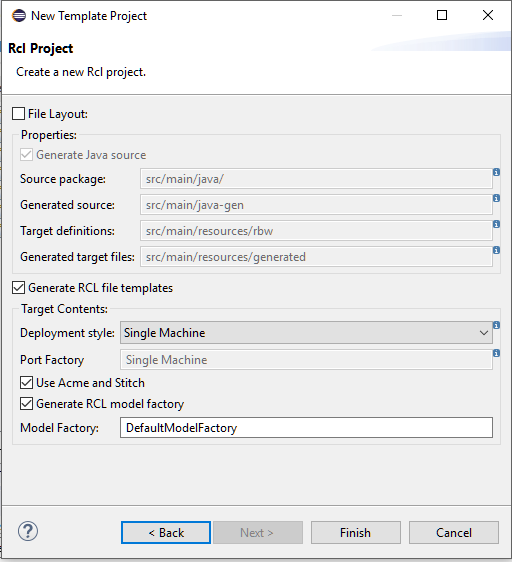 New Template Project
Rcl Project
Create a new Rcl project.
File Layout:
Properties:
Generate Java source
Source package: src/main/java/
Generated source: src/main/java-gen
Target definitions: src/main/resources/rbw
Generated target files: src/main/resources/generated
Generate RCL file templates
Target Contents:
Deployment style: Single Machine
Port Factory Single Machine
Use Acme and Stitch
Generate RCL model factory
Model Factory: DefaultModelFactory
? < Back Next > Finish Cancel